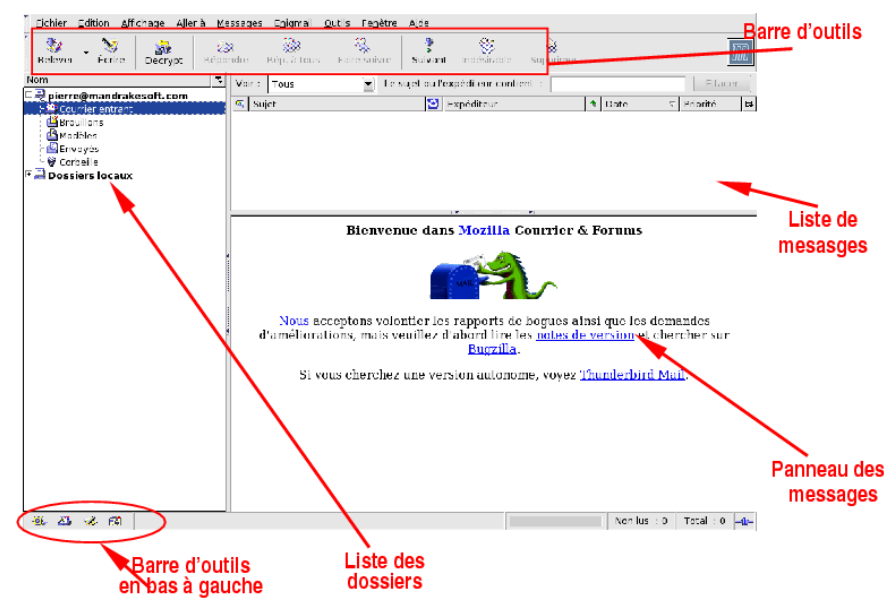 Fichier Edition Affichage Aller à Messages Enigmail Outils Fenêtre Aide
Barre d'outils
Relever Écrire Decrypt Répondre Rép. à tous Faire suivre Suivant Indésirable Supprimer
Nom
Voir : Tous Le sujet ou l'expéditeur contient : Effacer
pierre@mandrakesoft.com
Sujet Expéditeur Date Priorité
Courrier entrant
Brouillons
Modèles
Envoyés
Corbeille
Dossiers locaux
Liste de
mesasges
Bienvenue dans Mozilla Courrier & Forums
MAIL
Nous acceptons volontier les rapports de bogues ainsi que les demandes
d'améliorations, mais veuillez d'abord lire les notes de version et chercher sur
Bugzilla.
Si vous cherchez une version autonome, voyez Thunderbird Mail.
Panneau des
messages
Non lus : 0 Total : 0
Barre d'outils
en bas à gauche
Liste des
dossiers